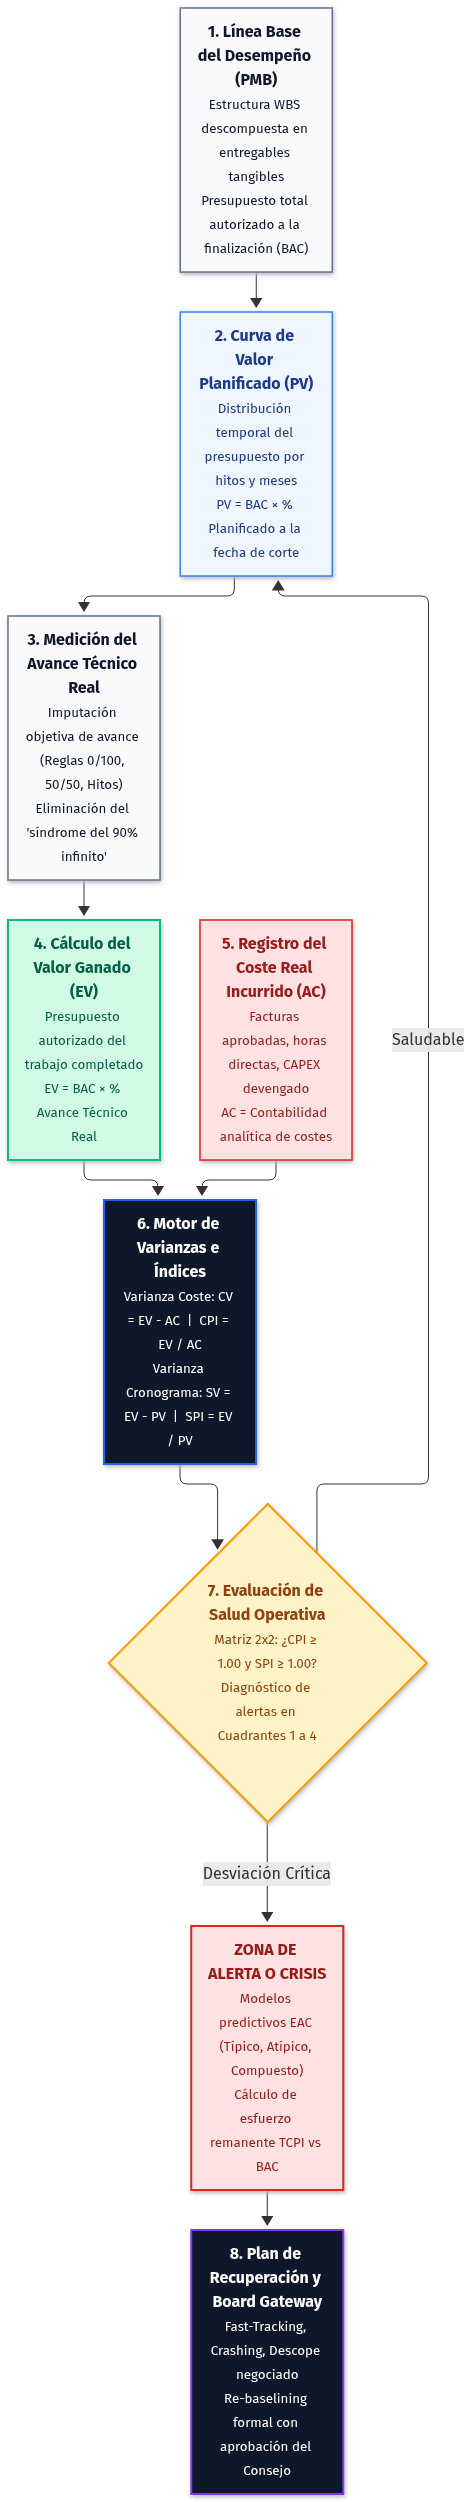 1. Línea Base
del Desempeño
(PMB)
Estructura WBS
descompuesta en
entregables
tangibles
Presupuesto total
autorizado a la
finalización (BAC)
2. Curva de
Valor
Planificado (PV)
Distribución
temporal del
presupuesto por
hitos y meses
PV = BAC × %
Planificado a la
fecha de corte
3. Medición del
Avance Técnico
Real
Imputación
objetiva de avance
(Reglas 0/100,
50/50, Hitos)
Eliminación del
'síndrome del 90%
infinito'
4. Cálculo del
Valor Ganado
(EV)
Presupuesto
autorizado del
trabajo completado
EV = BAC × %
Avance Técnico
Real
5. Registro del
Coste Real
Incurrido (AC)
Facturas
aprobadas, horas
directas, CAPEX
devengado
AC = Contabilidad
analítica de costes
Saludable
6. Motor de
Varianzas e
Índices
Varianza Coste: CV
= EV - AC | CPI =
EV / AC
Varianza
Cronograma: SV =
EV - PV | SPI = EV
/ PV
7. Evaluación de
Salud Operativa
Matriz 2x2: ¿CPI ≥
1.00 y SPI ≥ 1.00?
Diagnóstico de
alertas en
Cuadrantes 1 a 4
Desviación Crítica
ZONA DE
ALERTA O CRISIS
Modelos
predictivos EAC
(Típico, Atípico,
Compuesto)
Cálculo de
esfuerzo
remanente TCPI vs
BAC
8. Plan de
Recuperación y
Board Gateway
Fast-Tracking,
Crashing, Descope
negociado
Re-baselining
formal con
aprobación del
Consejo